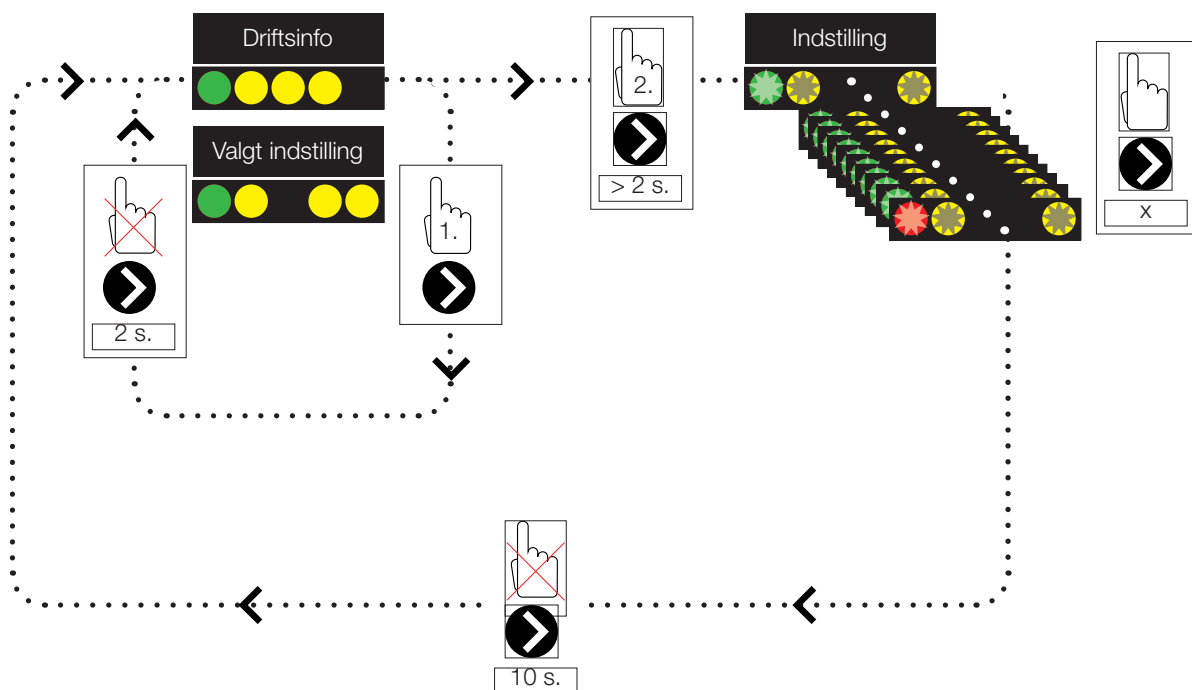 Driftsinfo
Valgt indstilling
2 s.
1.
2.
> 2 s.
Indstilling
x
10 s.